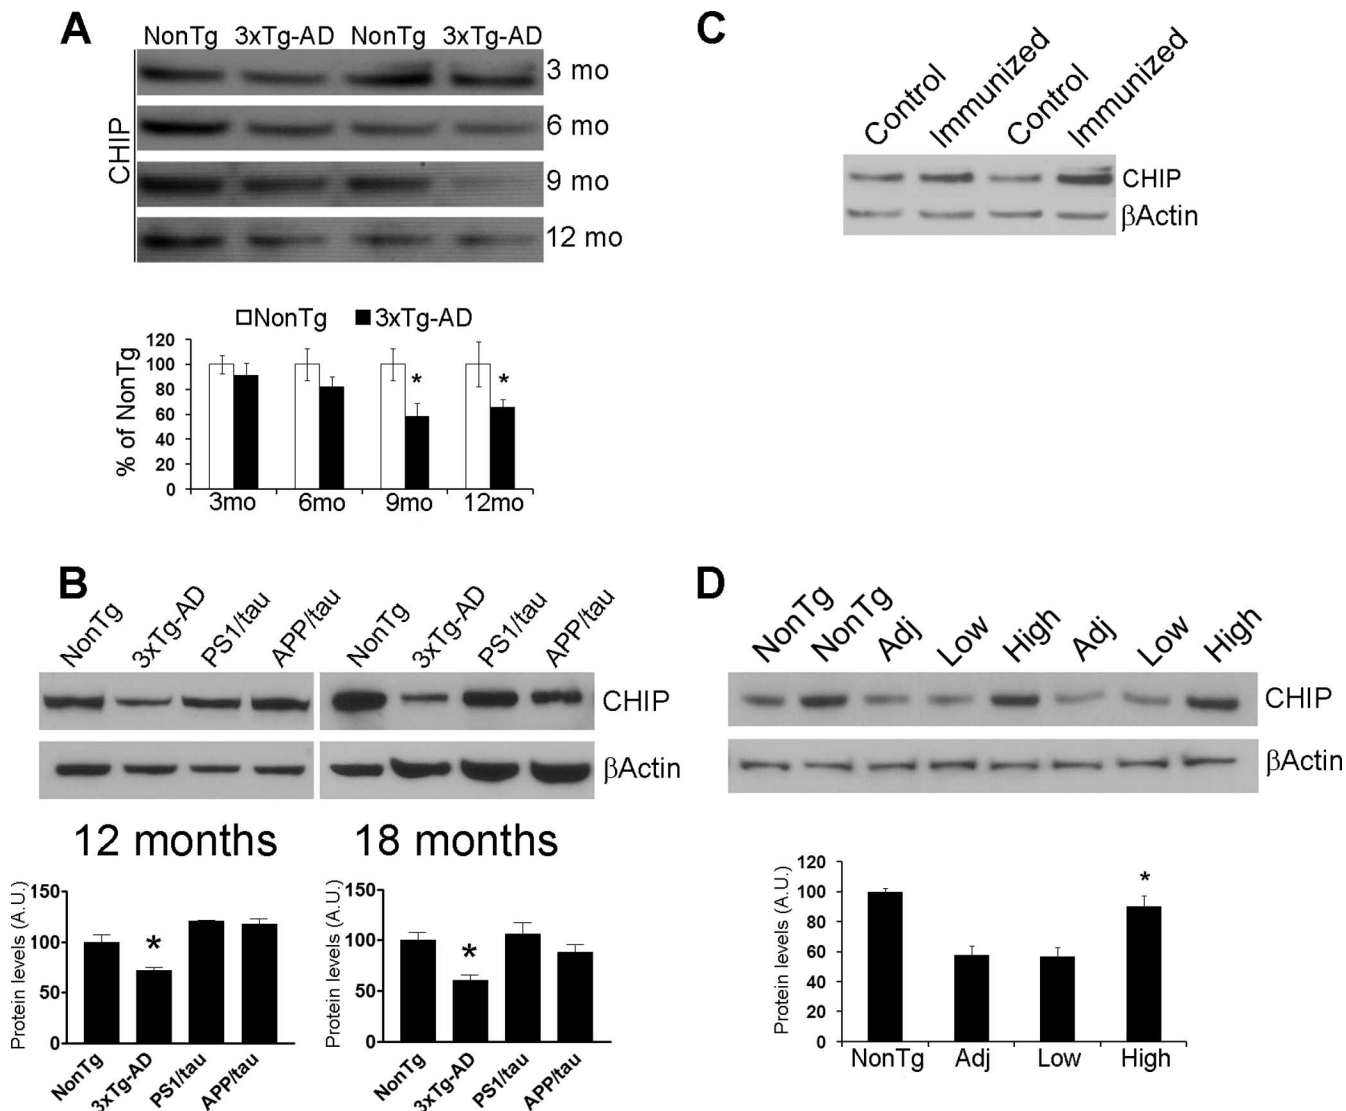 A
NonTg 3xTg-AD NonTg 3xTg-AD
CHIP
3 mo
6 mo
9 mo
12 mo
NonTg 3xTg-AD
% of NonTg
120
100
80
60
40
20
0
* *
3mo 6mo 9mo 12mo
C
Control Immunized Control Immunized
CHIP
βActin
B
NonTg 3xTg-AD PS1/tau APP/tau NonTg 3xTg-AD PS1/tau APP/tau
CHIP
βActin
12 months 18 months
Protein levels (A.U.)
150
100
50
0
*
NonTg 3xTg-AD PS1/tau APP/tau
Protein levels (A.U.)
150
100
50
0
*
NonTg 3xTg-AD PS1/tau APP/tau
D
NonTg NonTg Adj Low High Adj Low High
CHIP
βActin
Protein levels (A.U.)
120
100
80
60
40
20
0
*
NonTg Adj Low High